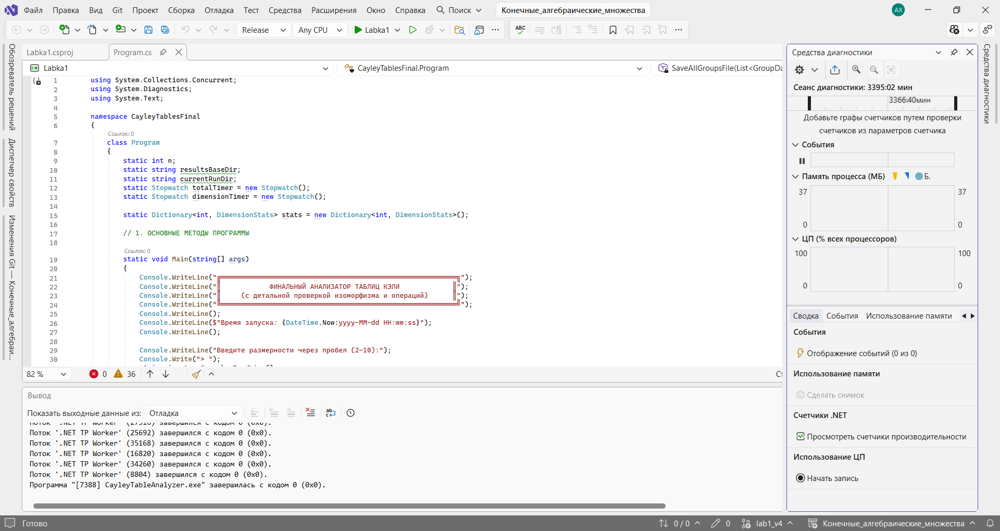 Файл Правка Вид Git Проект Сборка Отладка Тест Средства Расширения Окно Справка Поиск Конечные_алгебраические_множества AX
Release Any CPU Labka1
Обозреватель решений
Диспетчер свойств
Изменения Git — Конечные_алгебраи...
Labka1.csproj Program.cs
Labka1 CayleyTablesFinal.Program SaveAllGroupsFile(List<GroupDa
1 using System.Collections.Concurrent;
2 using System.Diagnostics;
3 using System.Text;
4
5 namespace CayleyTablesFinal
6 {
Ссылок: 0
7 class Program
8 {
9 static int n;
10 static string resultsBaseDir;
11 static string currentRunDir;
12 static Stopwatch totalTimer = new Stopwatch();
13 static Stopwatch dimensionTimer = new Stopwatch();
14
15 static Dictionary<int, DimensionStats> stats = new Dictionary<int, DimensionStats>();
16
17 // 1. ОСНОВНЫЕ МЕТОДЫ ПРОГРАММЫ
18
Ссылок: 0
19 static void Main(string[] args)
20 {
21 Console.WriteLine("╔══════════════════════════════════════════════════════════╗");
22 Console.WriteLine("║ ФИНАЛЬНЫЙ АНАЛИЗАТОР ТАБЛИЦ КЭЛИ ║");
23 Console.WriteLine("║ (с детальной проверкой изоморфизма и операций) ║");
24 Console.WriteLine("╚══════════════════════════════════════════════════════════╝");
25 Console.WriteLine();
26 Console.WriteLine($"Время запуска: {DateTime.Now:yyyy-MM-dd HH:mm:ss}");
27 Console.WriteLine();
28
29 Console.WriteLine("Введите размерности через пробел (2-10):");
30 Console.Write("> ");
82 % 0 36 Ст
Вывод
Показать выходные данные из: Отладка
Поток '.NET TP Worker' (27516) завершился с кодом 0 (0x0).
Поток '.NET TP Worker' (25692) завершился с кодом 0 (0x0).
Поток '.NET TP Worker' (35168) завершился с кодом 0 (0x0).
Поток '.NET TP Worker' (16820) завершился с кодом 0 (0x0).
Поток '.NET TP Worker' (34260) завершился с кодом 0 (0x0).
Поток '.NET TP Worker' (8804) завершился с кодом 0 (0x0).
Программа "[7388] CayleyTableAnalyzer.exe" завершилась с кодом 0 (0x0).
Средства диагностики
Сеанс диагностики: 3395:02 мин
3366:40мин
Добавьте графы счетчиков путем проверки
счетчиков из параметров счетчика
События
Память процесса (МБ) Б.
37 37
0 0
ЦП (% всех процессоров)
100 100
0 0
Сводка События Использование памяти
События
Отображение событий (0 из 0)
Использование памяти
Сделать снимок
Счетчики .NET
Просмотреть счетчики производительности
Использование ЦП
Начать запись
Средства диагностики
Готово 0 / 0 0 lab1_v4 Конечные_алгебраические_множества